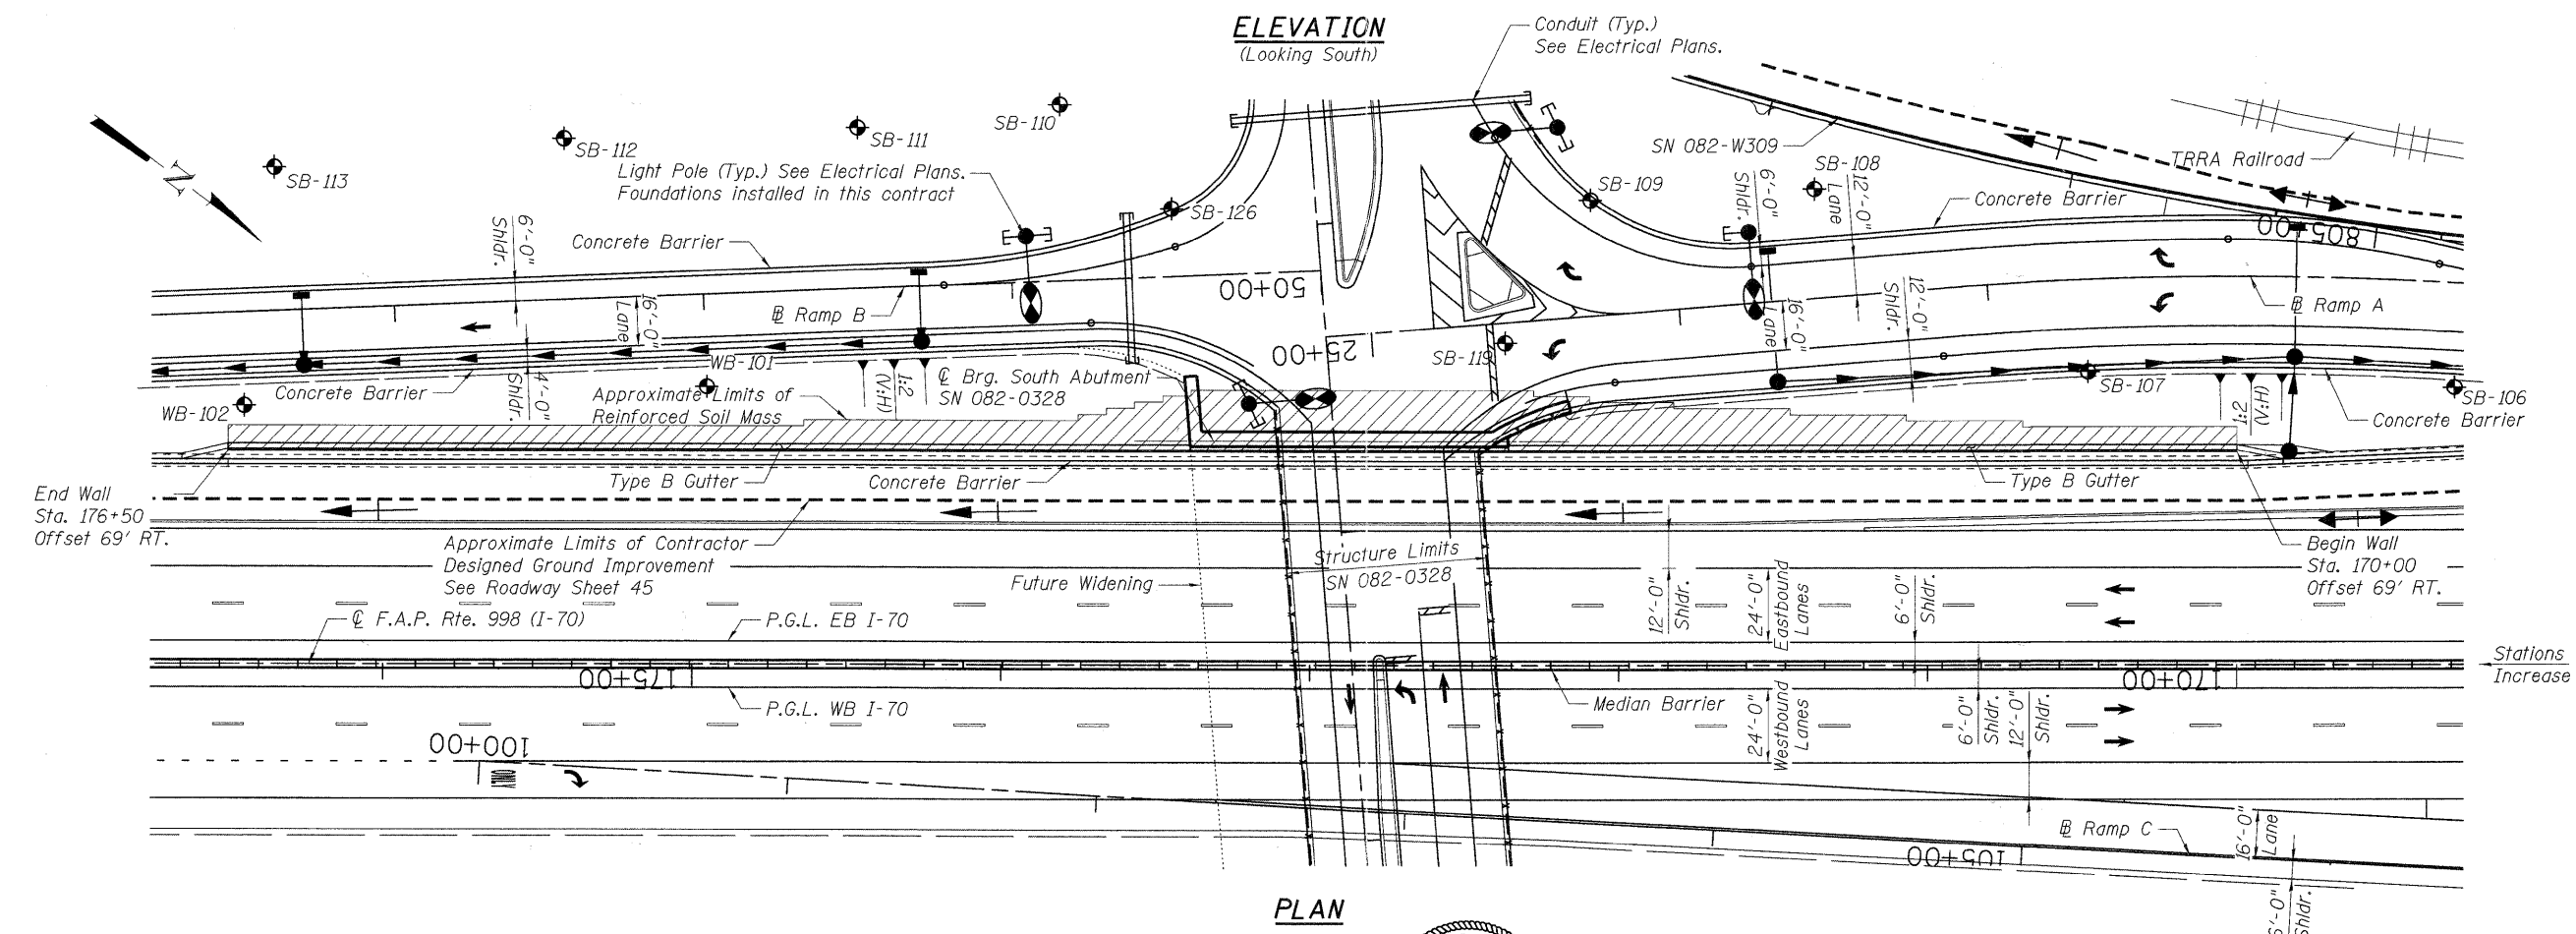 ELEVATION
(Looking South)
Conduit (Typ.)
See Electrical Plans.
SB-110
SB-111
SB-112
SB-113
Light Pole (Typ.) See Electrical Plans.
Foundations installed in this contract
SN 082-W309
TRRA Railroad
SB-108
SB-109
SB-126
N
6'-0"
Shldr.
Concrete Barrier
6'-0"
Shldr.
12'-0"
Lane
Concrete Barrier
805+00
50+00
℄ Ramp B
16'-0"
Lane
16'-0"
Lane
12'-0"
Shldr.
℄ Ramp A
25+00
SB-119
WB-101
Concrete Barrier
4'-0"
Shldr.
1:2
(V:H)
℄ Brg. South Abutment
SN 082-0328
Approximate Limits of
Reinforced Soil Mass
WB-102
SB-107
SB-106
1:2
(V:H)
Concrete Barrier
Type B Gutter
Concrete Barrier
Type B Gutter
End Wall
Sta. 176+50
Offset 69' RT.
Approximate Limits of Contractor
Designed Ground Improvement
See Roadway Sheet 45
Future Widening
Structure Limits
SN 082-0328
Begin Wall
Sta. 170+00
Offset 69' RT.
12'-0"
Shldr.
24'-0"
Eastbound
Lanes
6'-0"
Shldr.
℄ F.A.P. Rte. 998 (I-70)
P.G.L. EB I-70
Stations
Increase
175+00
170+00
P.G.L. WB I-70
Median Barrier
24'-0"
Westbound
Lanes
6'-0"
Shldr.
12'-0"
Shldr.
100+00
℄ Ramp C
105+00
16'-0"
Lane
6'-0"
Shldr.
PLAN